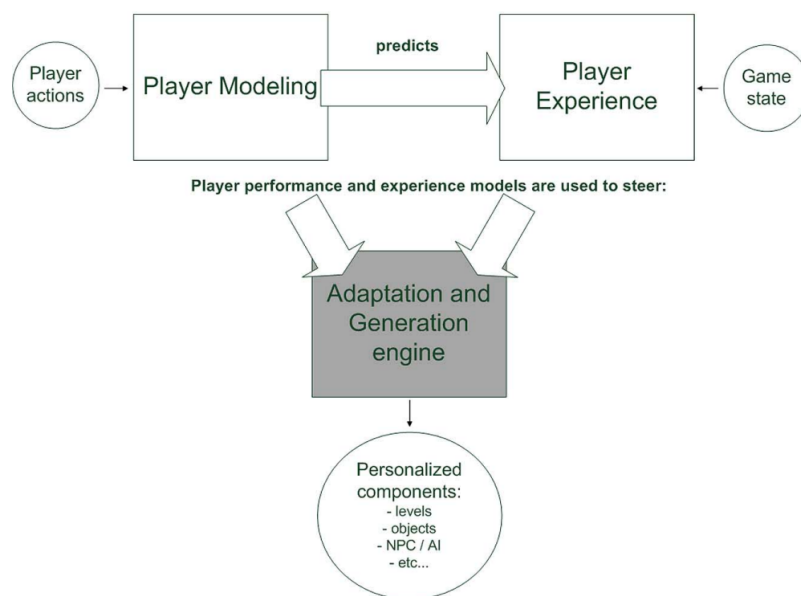 predicts
Player
actions
Player Modeling
Player
Experience
Game
state
Player performance and experience models are used to steer:
Adaptation and
Generation
engine
Personalized
components:
- levels
- objects
- NPC / AI
- etc...